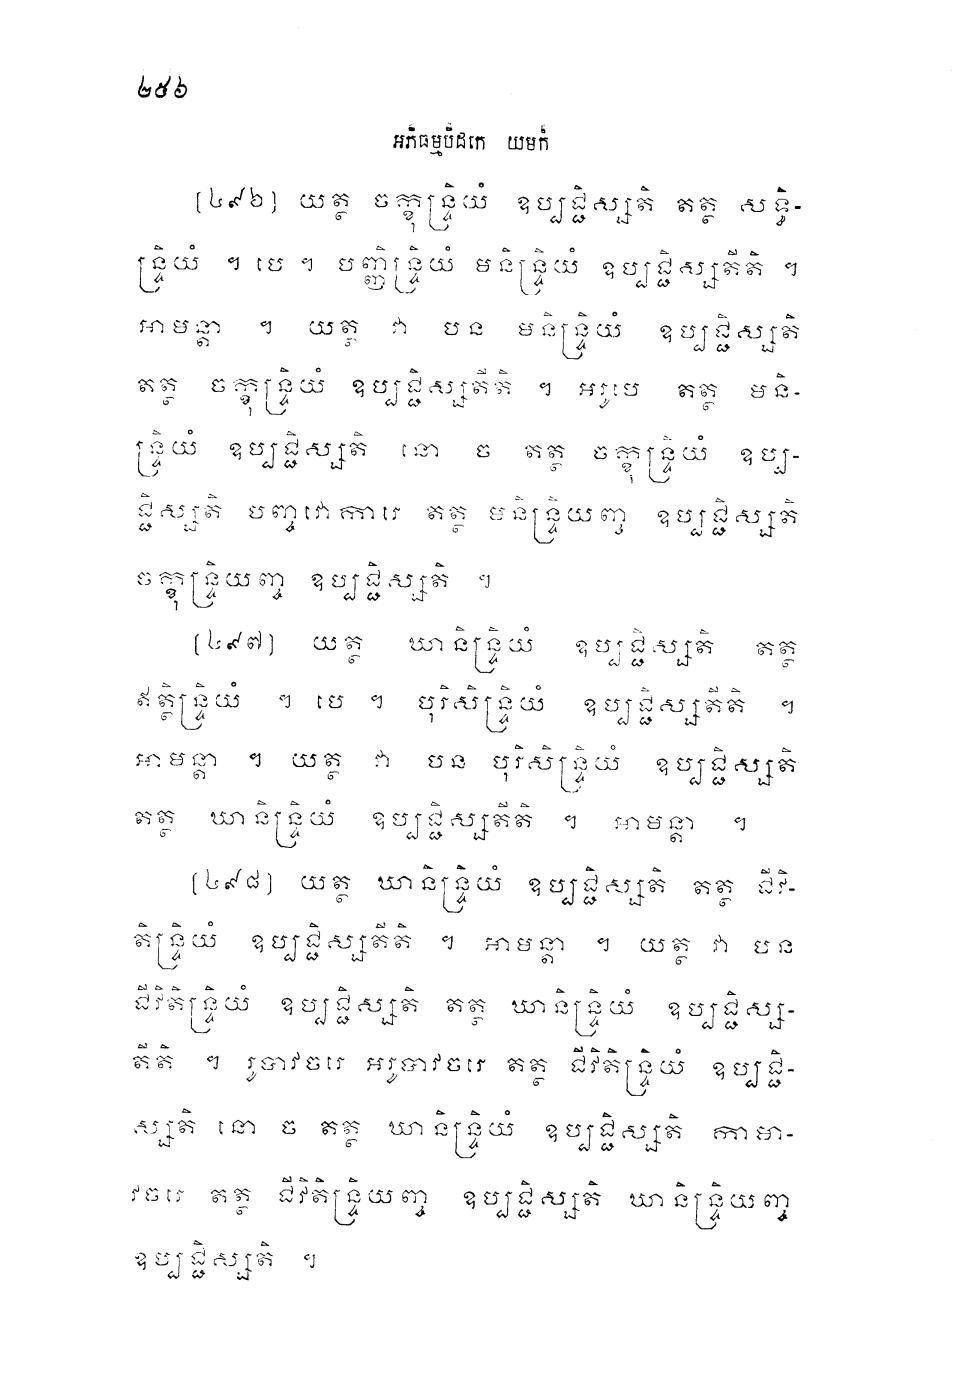 ២៥៦
អភិធម្មបិដកេ យមកំ
[៤៩៦] យត្ថ ចក្ខុន្ទ្រិយំ ឧប្បជ្ជិស្សតិ តត្ថ សទ្ធិ-
ន្ទ្រិយំ ។ បេ ។ បញ្ញិន្ទ្រិយំ មនិន្ទ្រិយំ ឧប្បជ្ជិស្សតីតិ ។
អាមន្តា ។ យត្ថ វា បន មនិន្ទ្រិយំ ឧប្បជ្ជិស្សតិ
តត្ថ ចក្ខុន្ទ្រិយំ ឧប្បជ្ជិស្សតីតិ ។ អរូបេ តត្ថ មនិ-
ន្ទ្រិយំ ឧប្បជ្ជិស្សតិ នោ ច តត្ថ ចក្ខុន្ទ្រិយំ ឧប្ប-
ជ្ជិស្សតិ បញ្ចវោការេ តត្ថ មនិន្ទ្រិយញ្ច ឧប្បជ្ជិស្សតិ
ចក្ខុន្ទ្រិយញ្ច ឧប្បជ្ជិស្សតិ ។
[៤៩៧] យត្ថ ឃានិន្ទ្រិយំ ឧប្បជ្ជិស្សតិ តត្ថ
ឥត្ថិន្ទ្រិយំ ។ បេ ។ បុរិសិន្ទ្រិយំ ឧប្បជ្ជិស្សតីតិ ។
អាមន្តា ។ យត្ថ វា បន បុរិសិន្ទ្រិយំ ឧប្បជ្ជិស្សតិ
តត្ថ ឃានិន្ទ្រិយំ ឧប្បជ្ជិស្សតីតិ ។ អាមន្តា ។
[៤៩៨] យត្ថ ឃានិន្ទ្រិយំ ឧប្បជ្ជិស្សតិ តត្ថ ជីវិ-
តិន្ទ្រិយំ ឧប្បជ្ជិស្សតីតិ ។ អាមន្តា ។ យត្ថ វា បន
ជីវិតិន្ទ្រិយំ ឧប្បជ្ជិស្សតិ តត្ថ ឃានិន្ទ្រិយំ ឧប្បជ្ជិស្ស-
តីតិ ។ រូបាវចរេ អរូបាវចរេ តត្ថ ជីវិតិន្ទ្រិយំ ឧប្បជ្ជិ-
ស្សតិ នោ ច តត្ថ ឃានិន្ទ្រិយំ ឧប្បជ្ជិស្សតិ កាមា-
វចរេ តត្ថ ជីវិតិន្ទ្រិយញ្ច ឧប្បជ្ជិស្សតិ ឃានិន្ទ្រិយញ្ច
ឧប្បជ្ជិស្សតិ ។